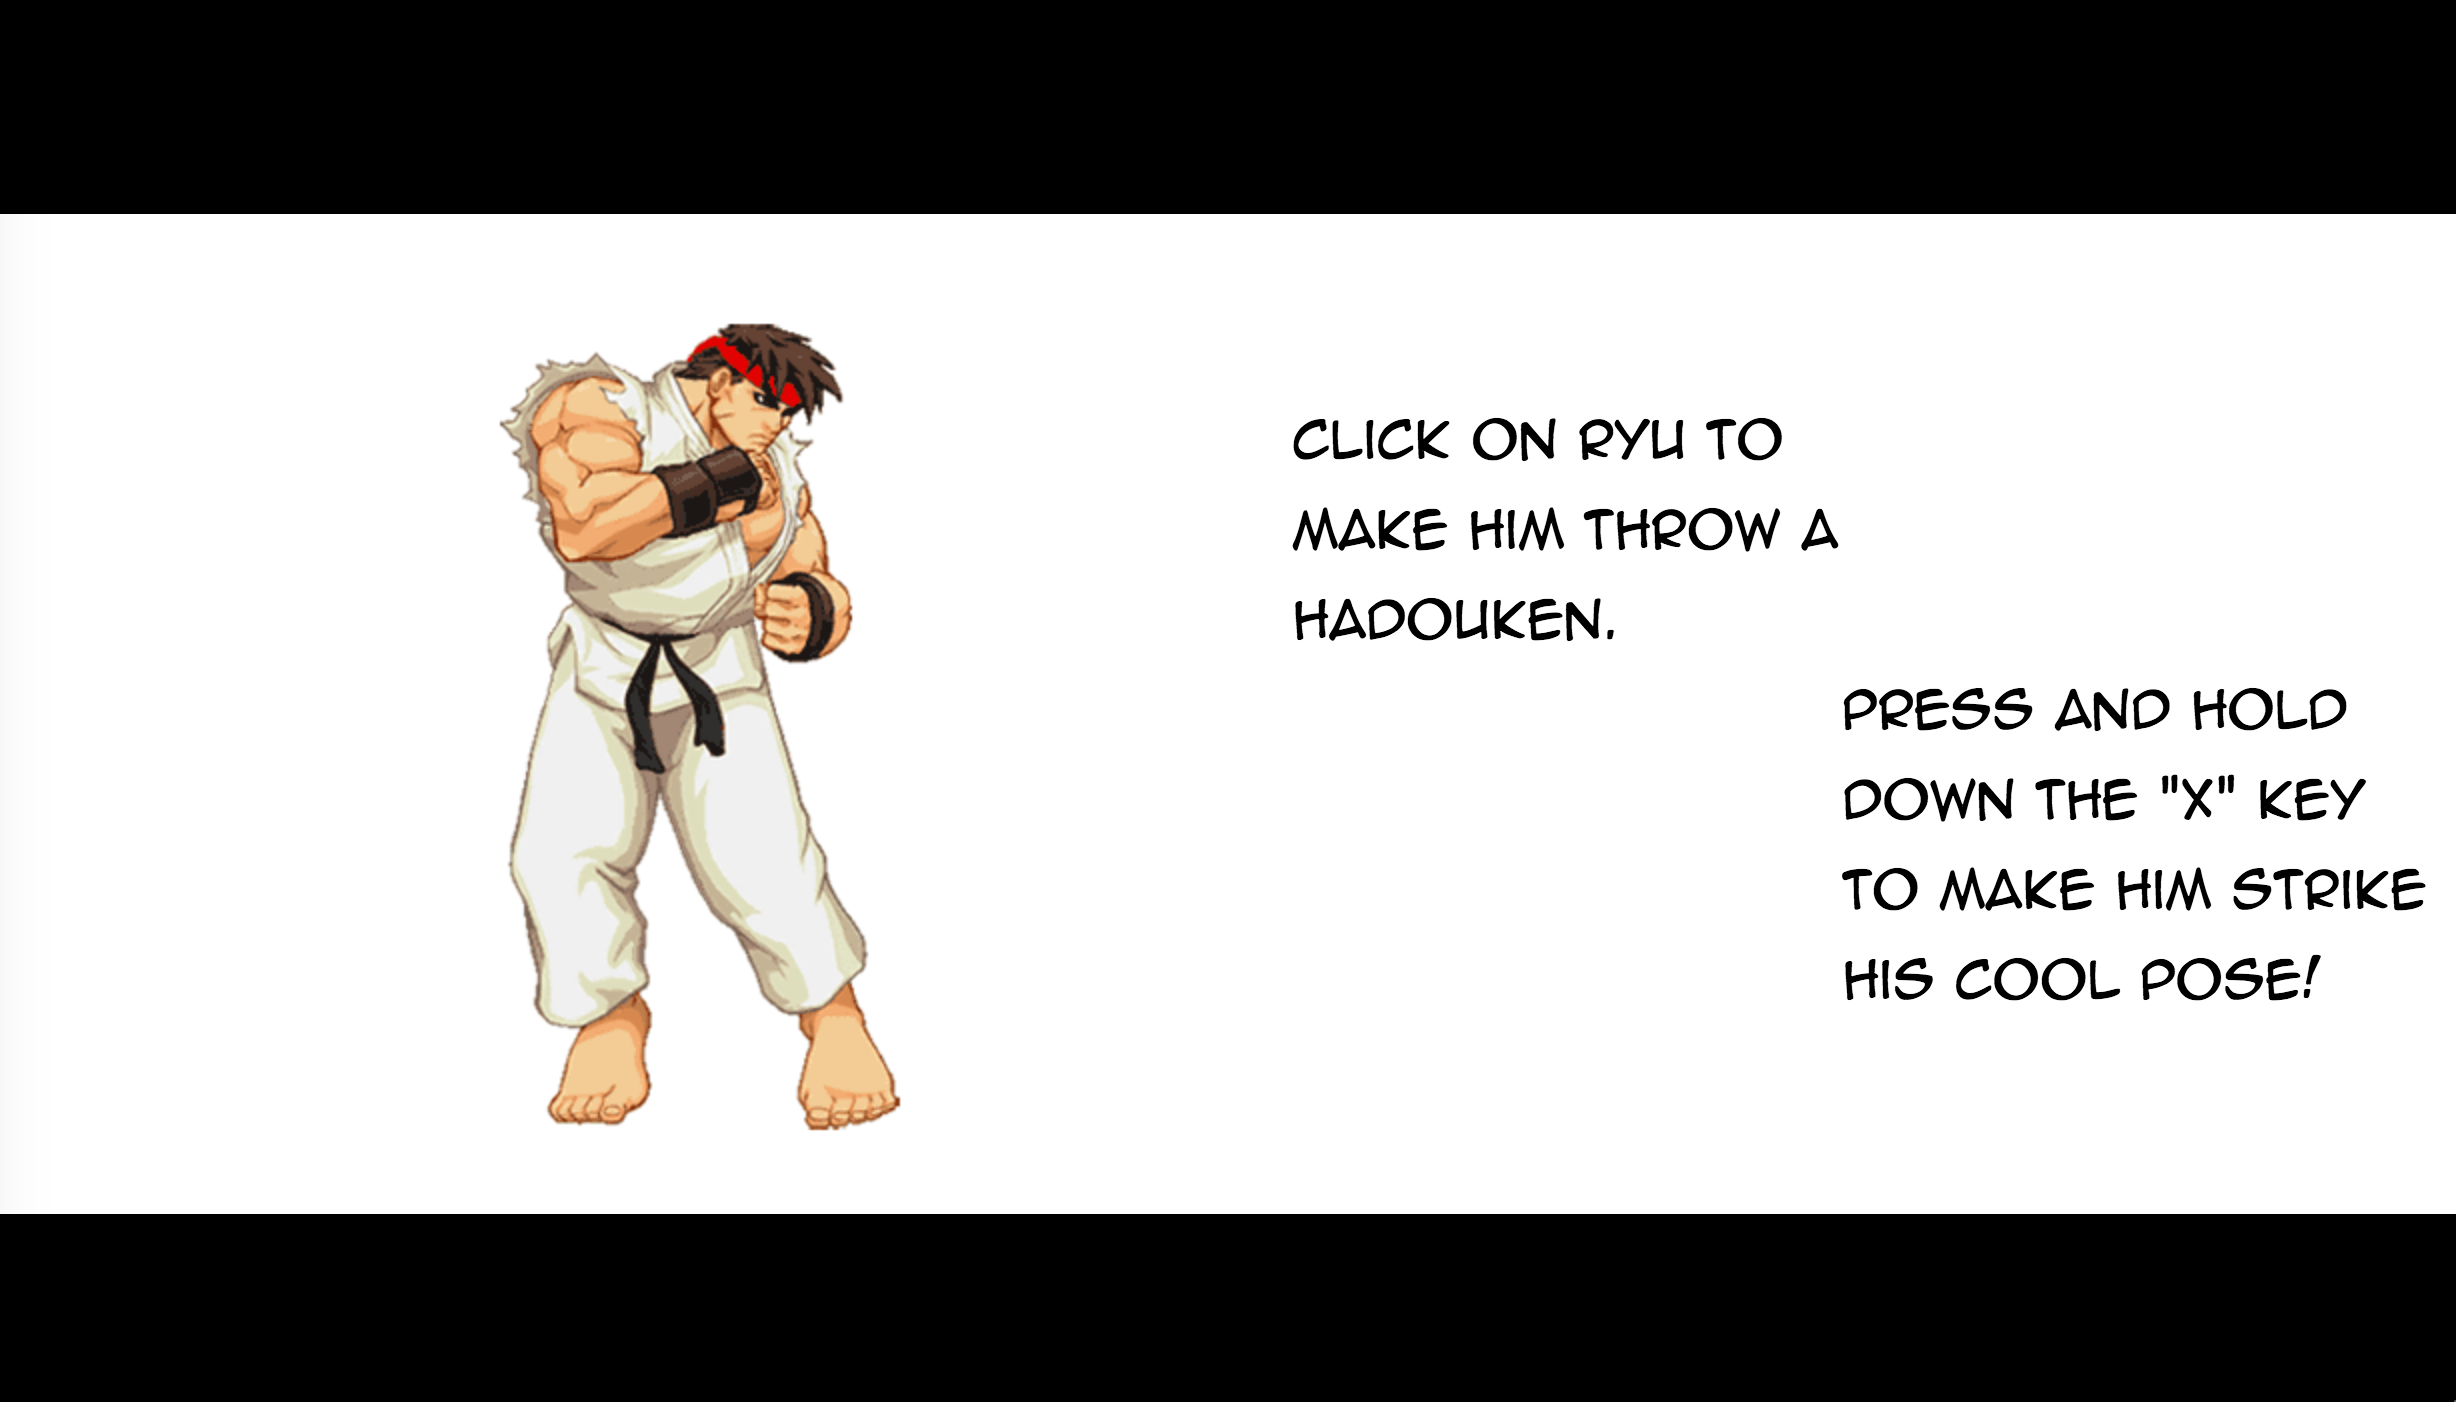 CLICK ON RYU TO
MAKE HIM THROW A
HADOUKEN.
PRESS AND HOLD
DOWN THE "X" KEY
TO MAKE HIM STRIKE
HIS COOL POSE!